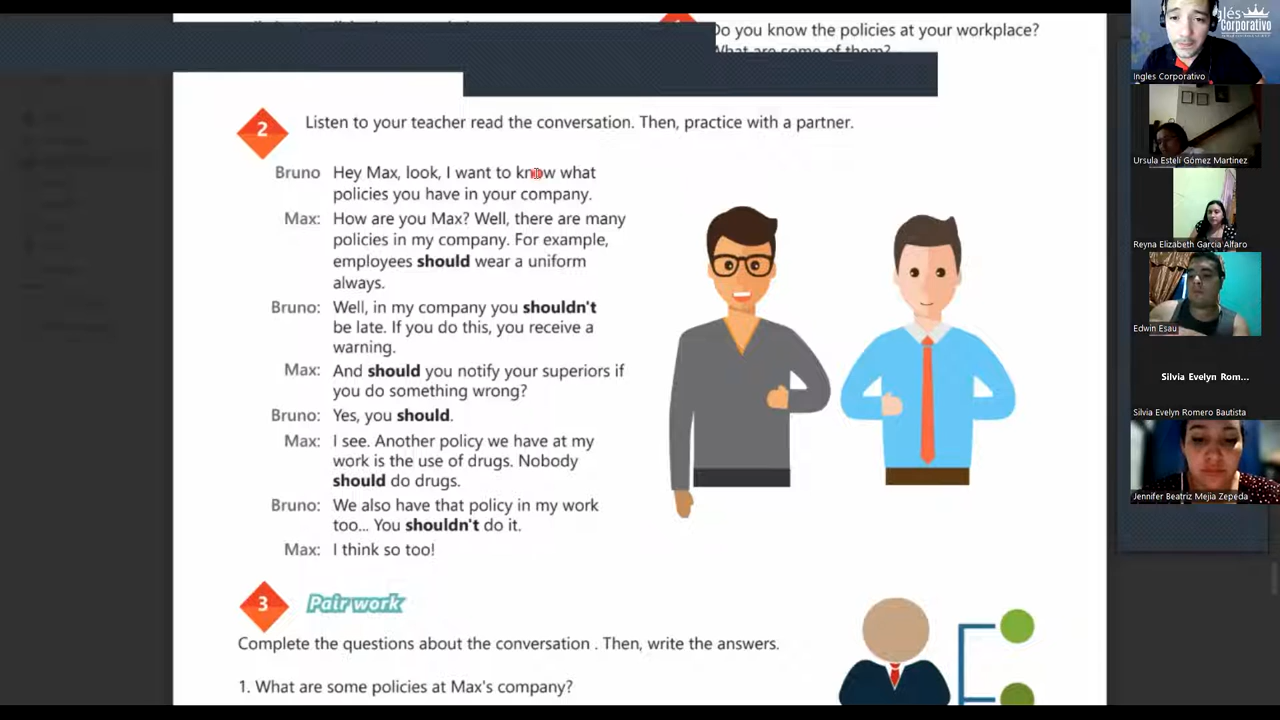 Do you know the policies at your workplace?
What are some of them?
2
Listen to your teacher read the conversation. Then, practice with a partner.
Bruno Hey Max, look, I want to know what
policies you have in your company.
Max: How are you Max? Well, there are many
policies in my company. For example,
employees should wear a uniform
always.
Bruno: Well, in my company you shouldn't
be late. If you do this, you receive a
warning.
Max: And should you notify your superiors if
you do something wrong?
Bruno: Yes, you should.
Max: I see. Another policy we have at my
work is the use of drugs. Nobody
should do drugs.
Bruno: We also have that policy in my work
too... You shouldn't do it.
Max: I think so too!
3 Pair work
Complete the questions about the conversation . Then, write the answers.
1. What are some policies at Max's company?
Inglés
Corporativo
Ingles Corporativo
Ursula Estelí Gómez Martinez
Reyna Elizabeth Garcia Alfaro
Edwin Esau
Silvia Evelyn Rom...
Silvia Evelyn Romero Bautista
Jennifer Beatriz Mejia Zepeda